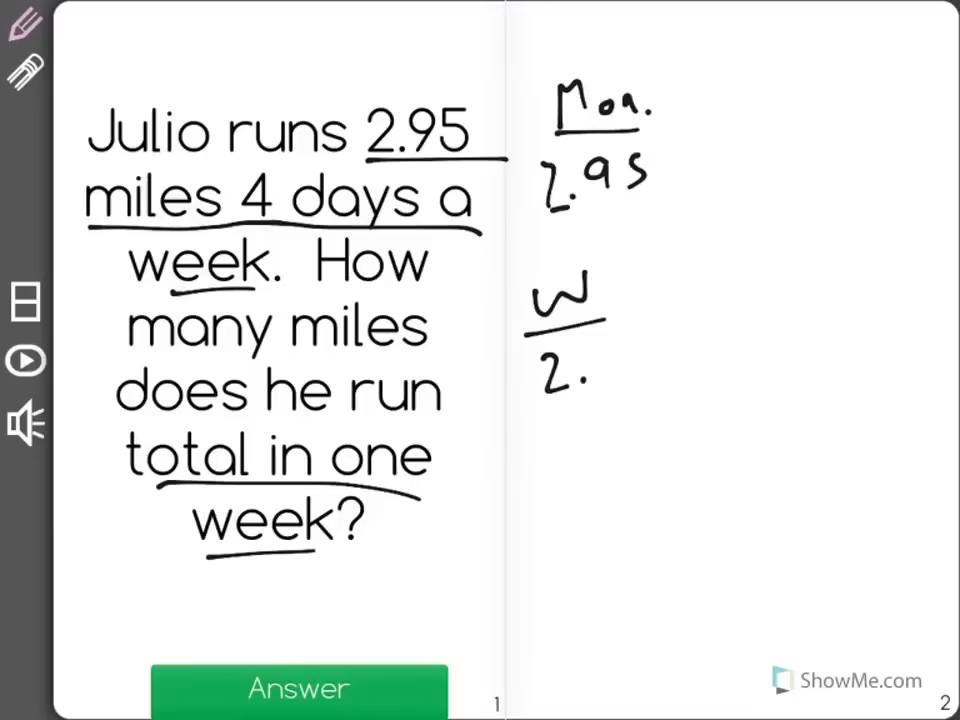 Julio runs 2.95
miles 4 days a
week. How
many miles
does he run
total in one
week?
Answer
1
Mon.
2.95
W
2.
ShowMe.com
2